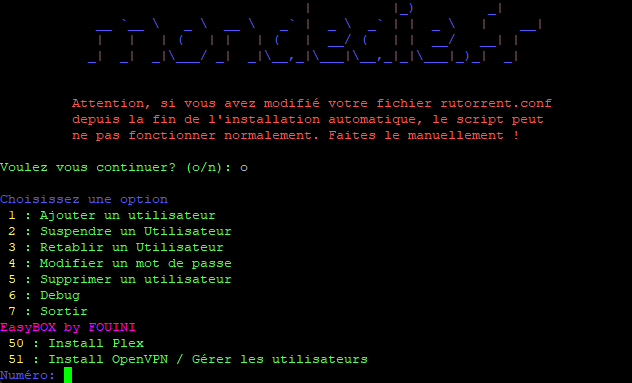 mondedie.fr
Attention, si vous avez modifié votre fichier rutorrent.conf
depuis la fin de l'installation automatique, le script peut
ne pas fonctionner normalement. Faites le manuellement !
Voulez vous continuer? (o/n): o
Choisissez une option
1 : Ajouter un utilisateur
2 : Suspendre un Utilisateur
3 : Retablir un Utilisateur
4 : Modifier un mot de passe
5 : Supprimer un utilisateur
6 : Debug
7 : Sortir
EasyBOX by FOUINI
50 : Install Plex
51 : Install OpenVPN / Gérer les utilisateurs
Numéro: